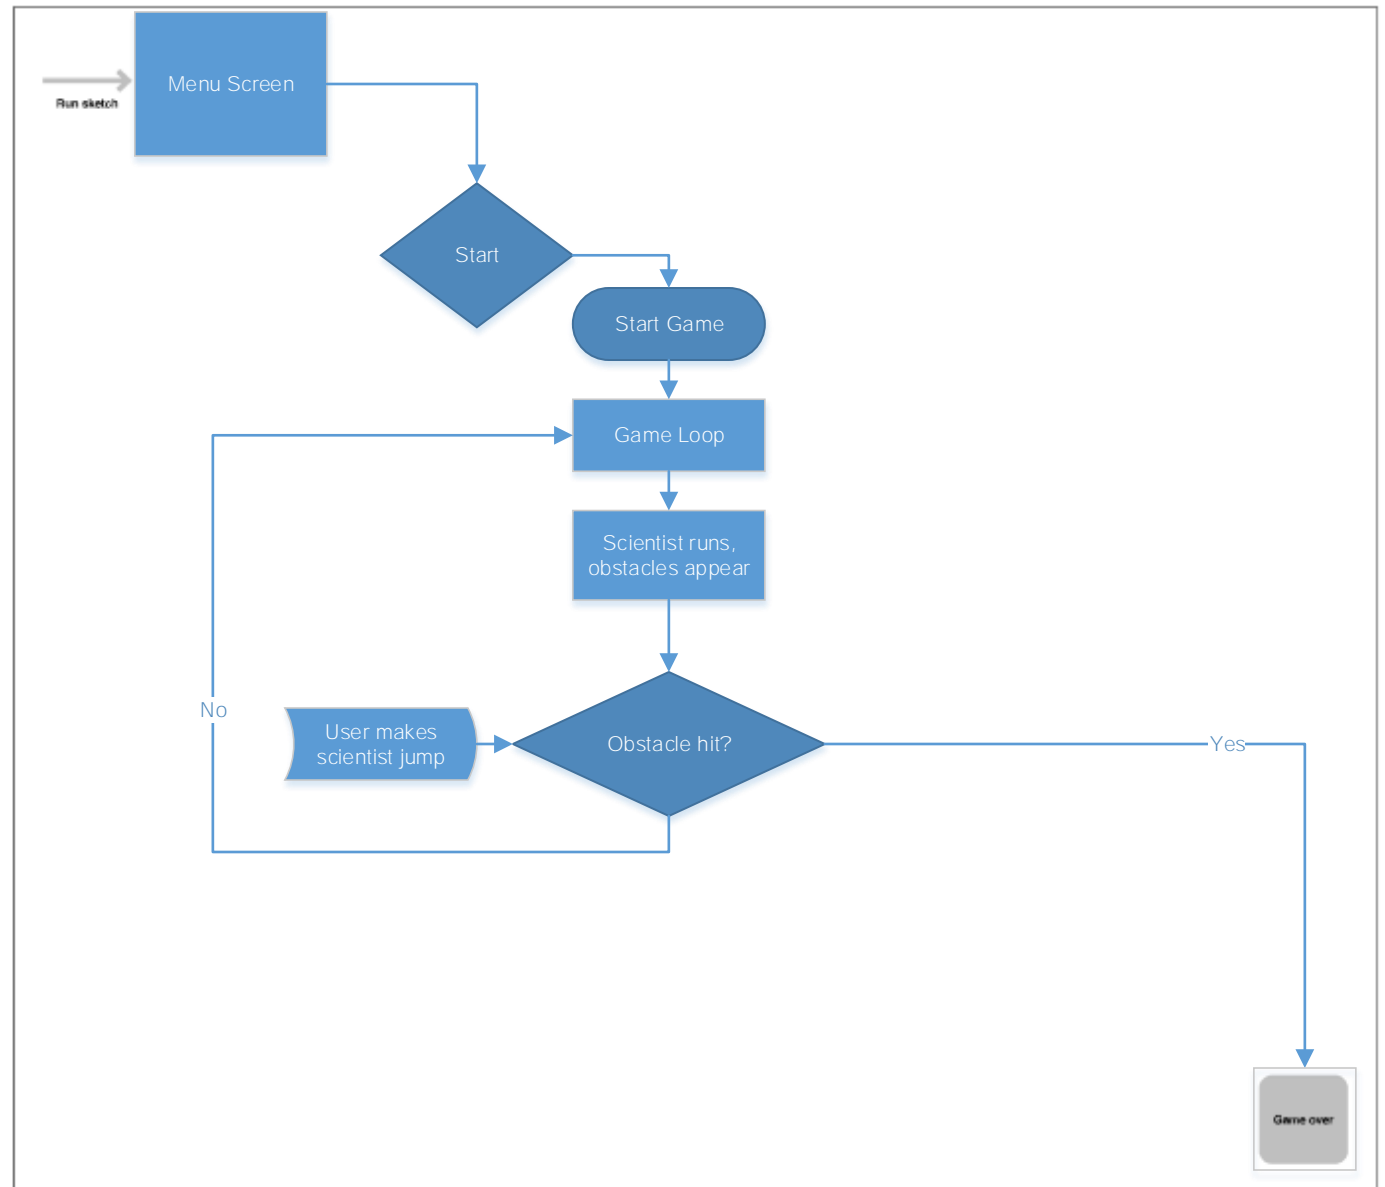 Menu Screen
Run sketch
Start
Start Game
Game Loop
Scientist runs,
obstacles appear
No
User makes
scientist jump
Obstacle hit?
Yes
Game over